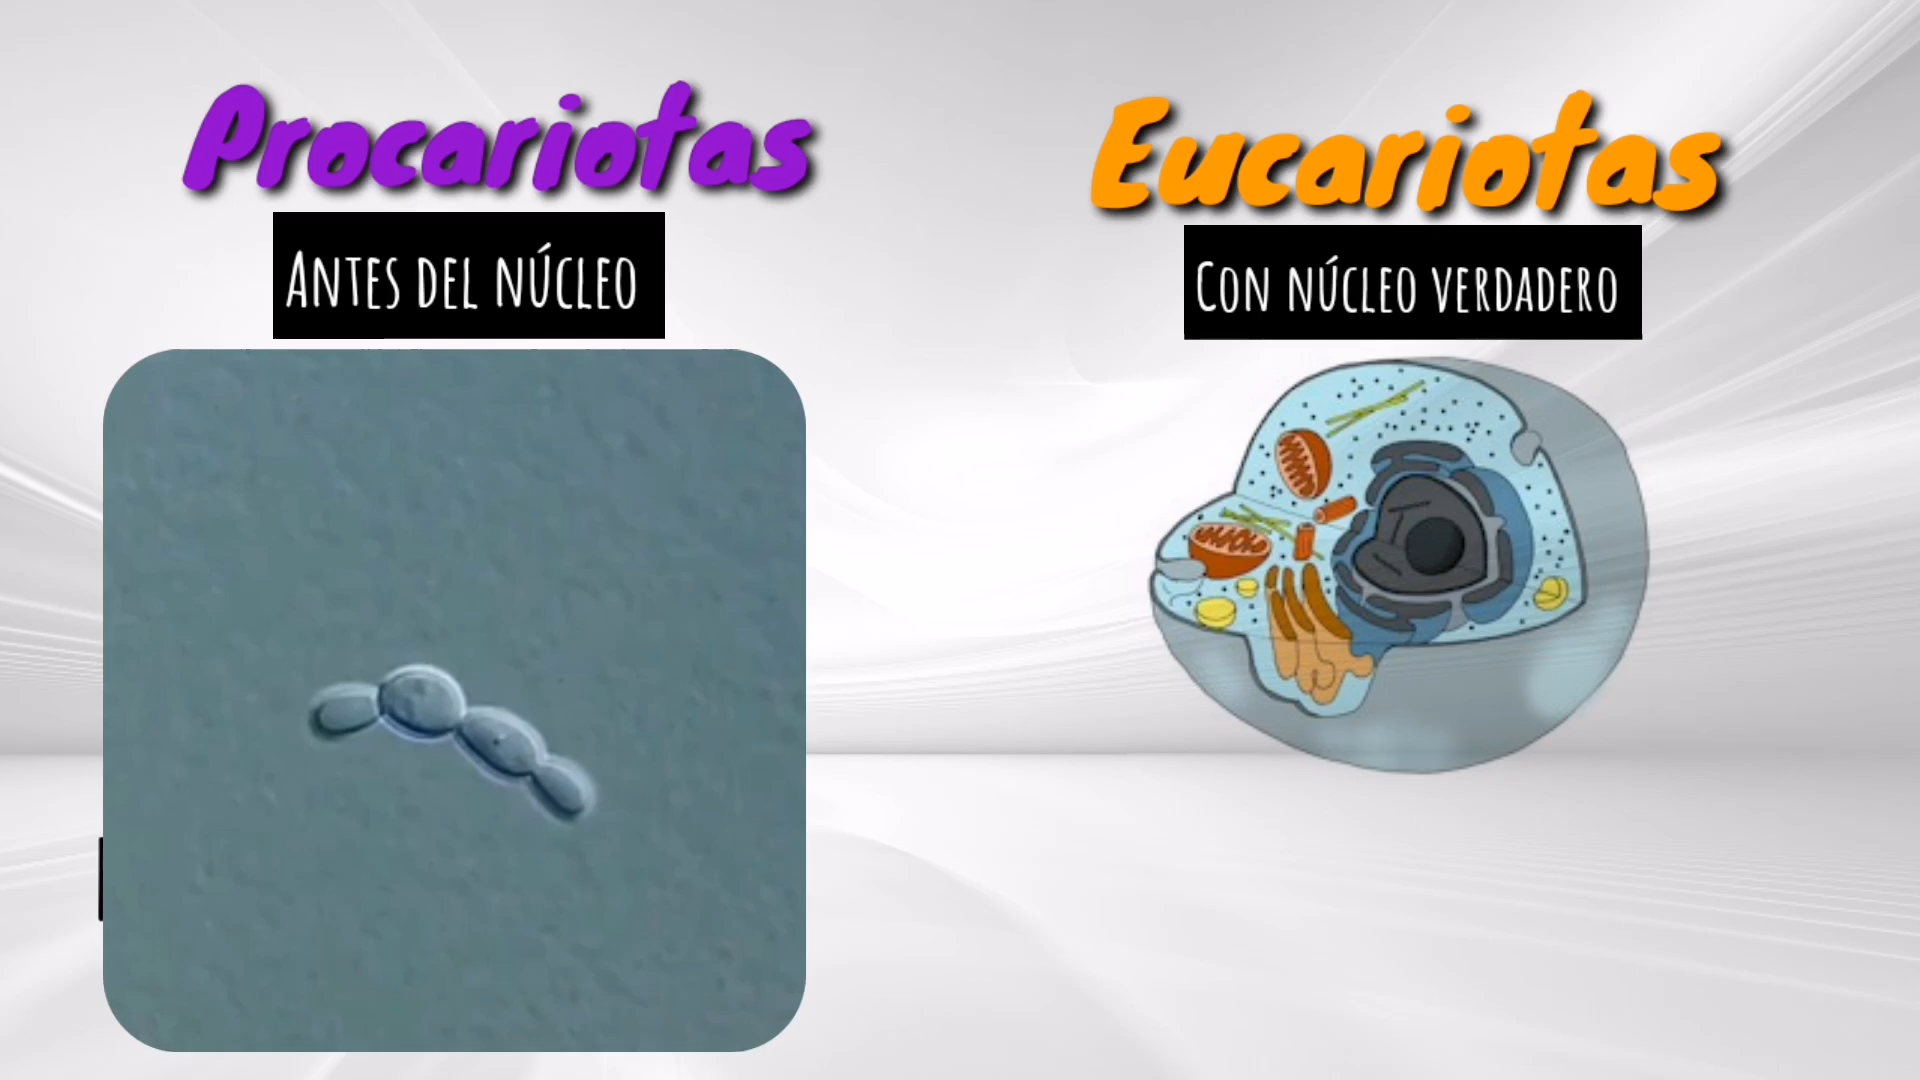 Procariotas
Antes del núcleo
Eucariotas
Con núcleo verdadero